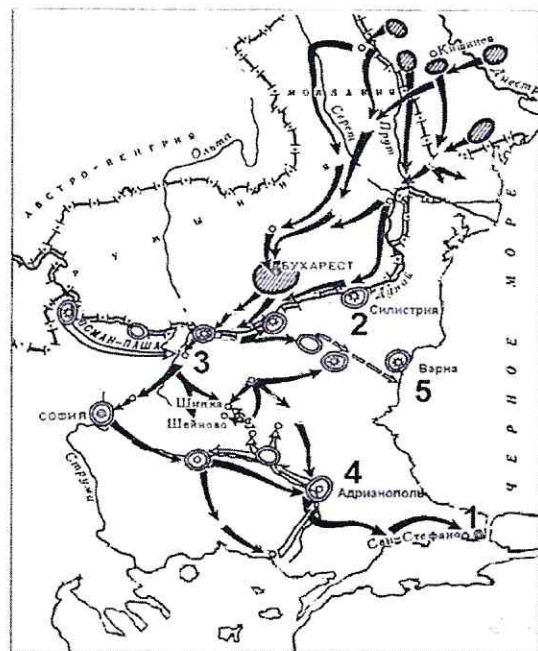 Кишинев
МОЛДАВИЯ
Днестр
Серет
Прут
АВСТРО-ВЕНГРИЯ
Ольта
РУМЫНИЯ
БУХАРЕСТ
Дунай
2
Силистрия
ЧЕРНОЕ МОРЕ
ОСМАН-ПАША
3
Варна
5
Шипка
Шейново
СОФИЯ
Струма
4
Адрианополь
1
Сан-Стефано